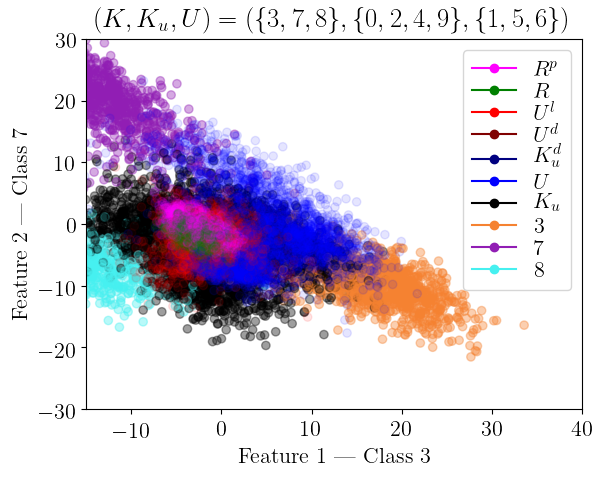 (K, K_u, U) = ({3, 7, 8}, {0, 2, 4, 9}, {1, 5, 6})
30
20
10
0
−10
−20
−30
−10
0
10
20
30
40
Feature 2 — Class 7
Feature 1 — Class 3
R^p
R
U^l
U^d
K_u^d
U
K_u
3
7
8